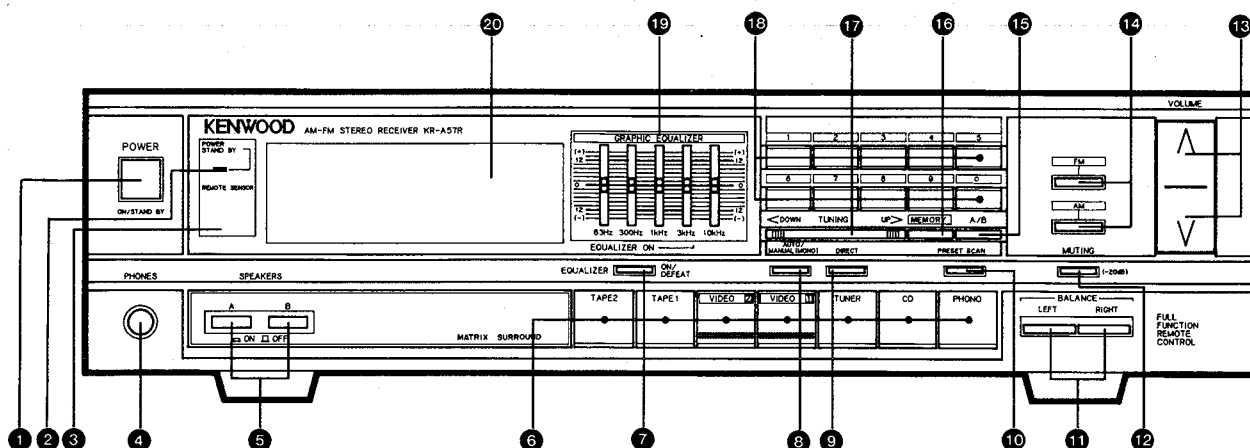 20 19 18 17 16 15 14 13
VOLUME
KENWOOD AM-FM STEREO RECEIVER KR-A57R
POWER
ON/STAND BY
POWER
STAND BY
REMOTE SENSOR
GRAPHIC EQUALIZER
(+) (+)
12 12
0 0
12 12
(-) (-)
63Hz 300Hz 1kHz 3kHz 10kHz
EQUALIZER ON
1 2 3 4 5
6 7 8 9 0
<DOWN TUNING UP> MEMORY A/B
AUTO/
MANUAL(MONO) DIRECT PRESET SCAN
FM
AM
MUTING
(-20dB)
PHONES
SPEAKERS
A B
ON OFF
MATRIX SURROUND
EQUALIZER ON/
DEFEAT
TAPE2 TAPE1 VIDEO 2 VIDEO 1 TUNER CD PHONO
BALANCE
LEFT RIGHT
FULL
FUNCTION
REMOTE
CONTROL
1 2 3 4 5 6 7 8 9 10 11 12